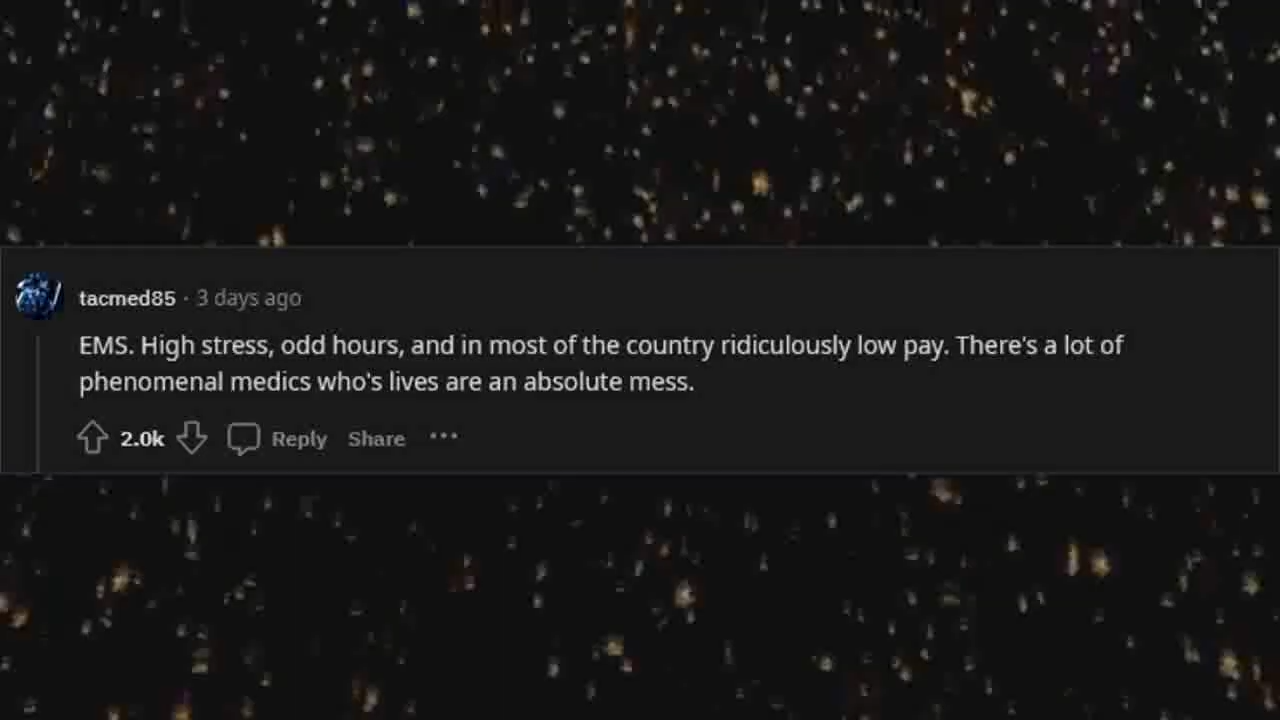 tacmed85 · 3 days ago
EMS. High stress, odd hours, and in most of the country ridiculously low pay. There's a lot of
phenomenal medics who's lives are an absolute mess.
2.0k Reply Share ···